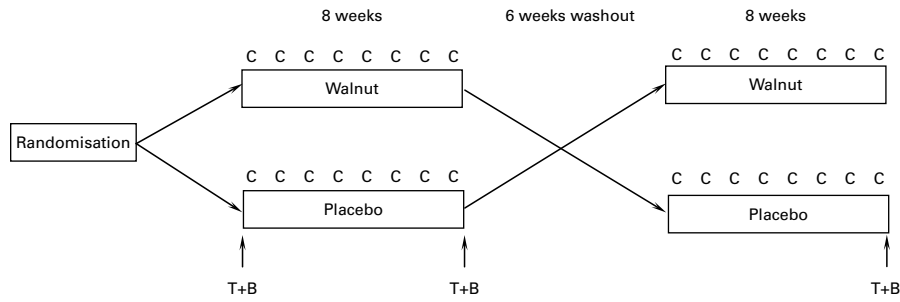 8 weeks 6 weeks washout 8 weeks
C C C C C C C C C C C C C C C C
Walnut Walnut
Randomisation
C C C C C C C C C C C C C C C C
Placebo Placebo
T+B T+B T+B